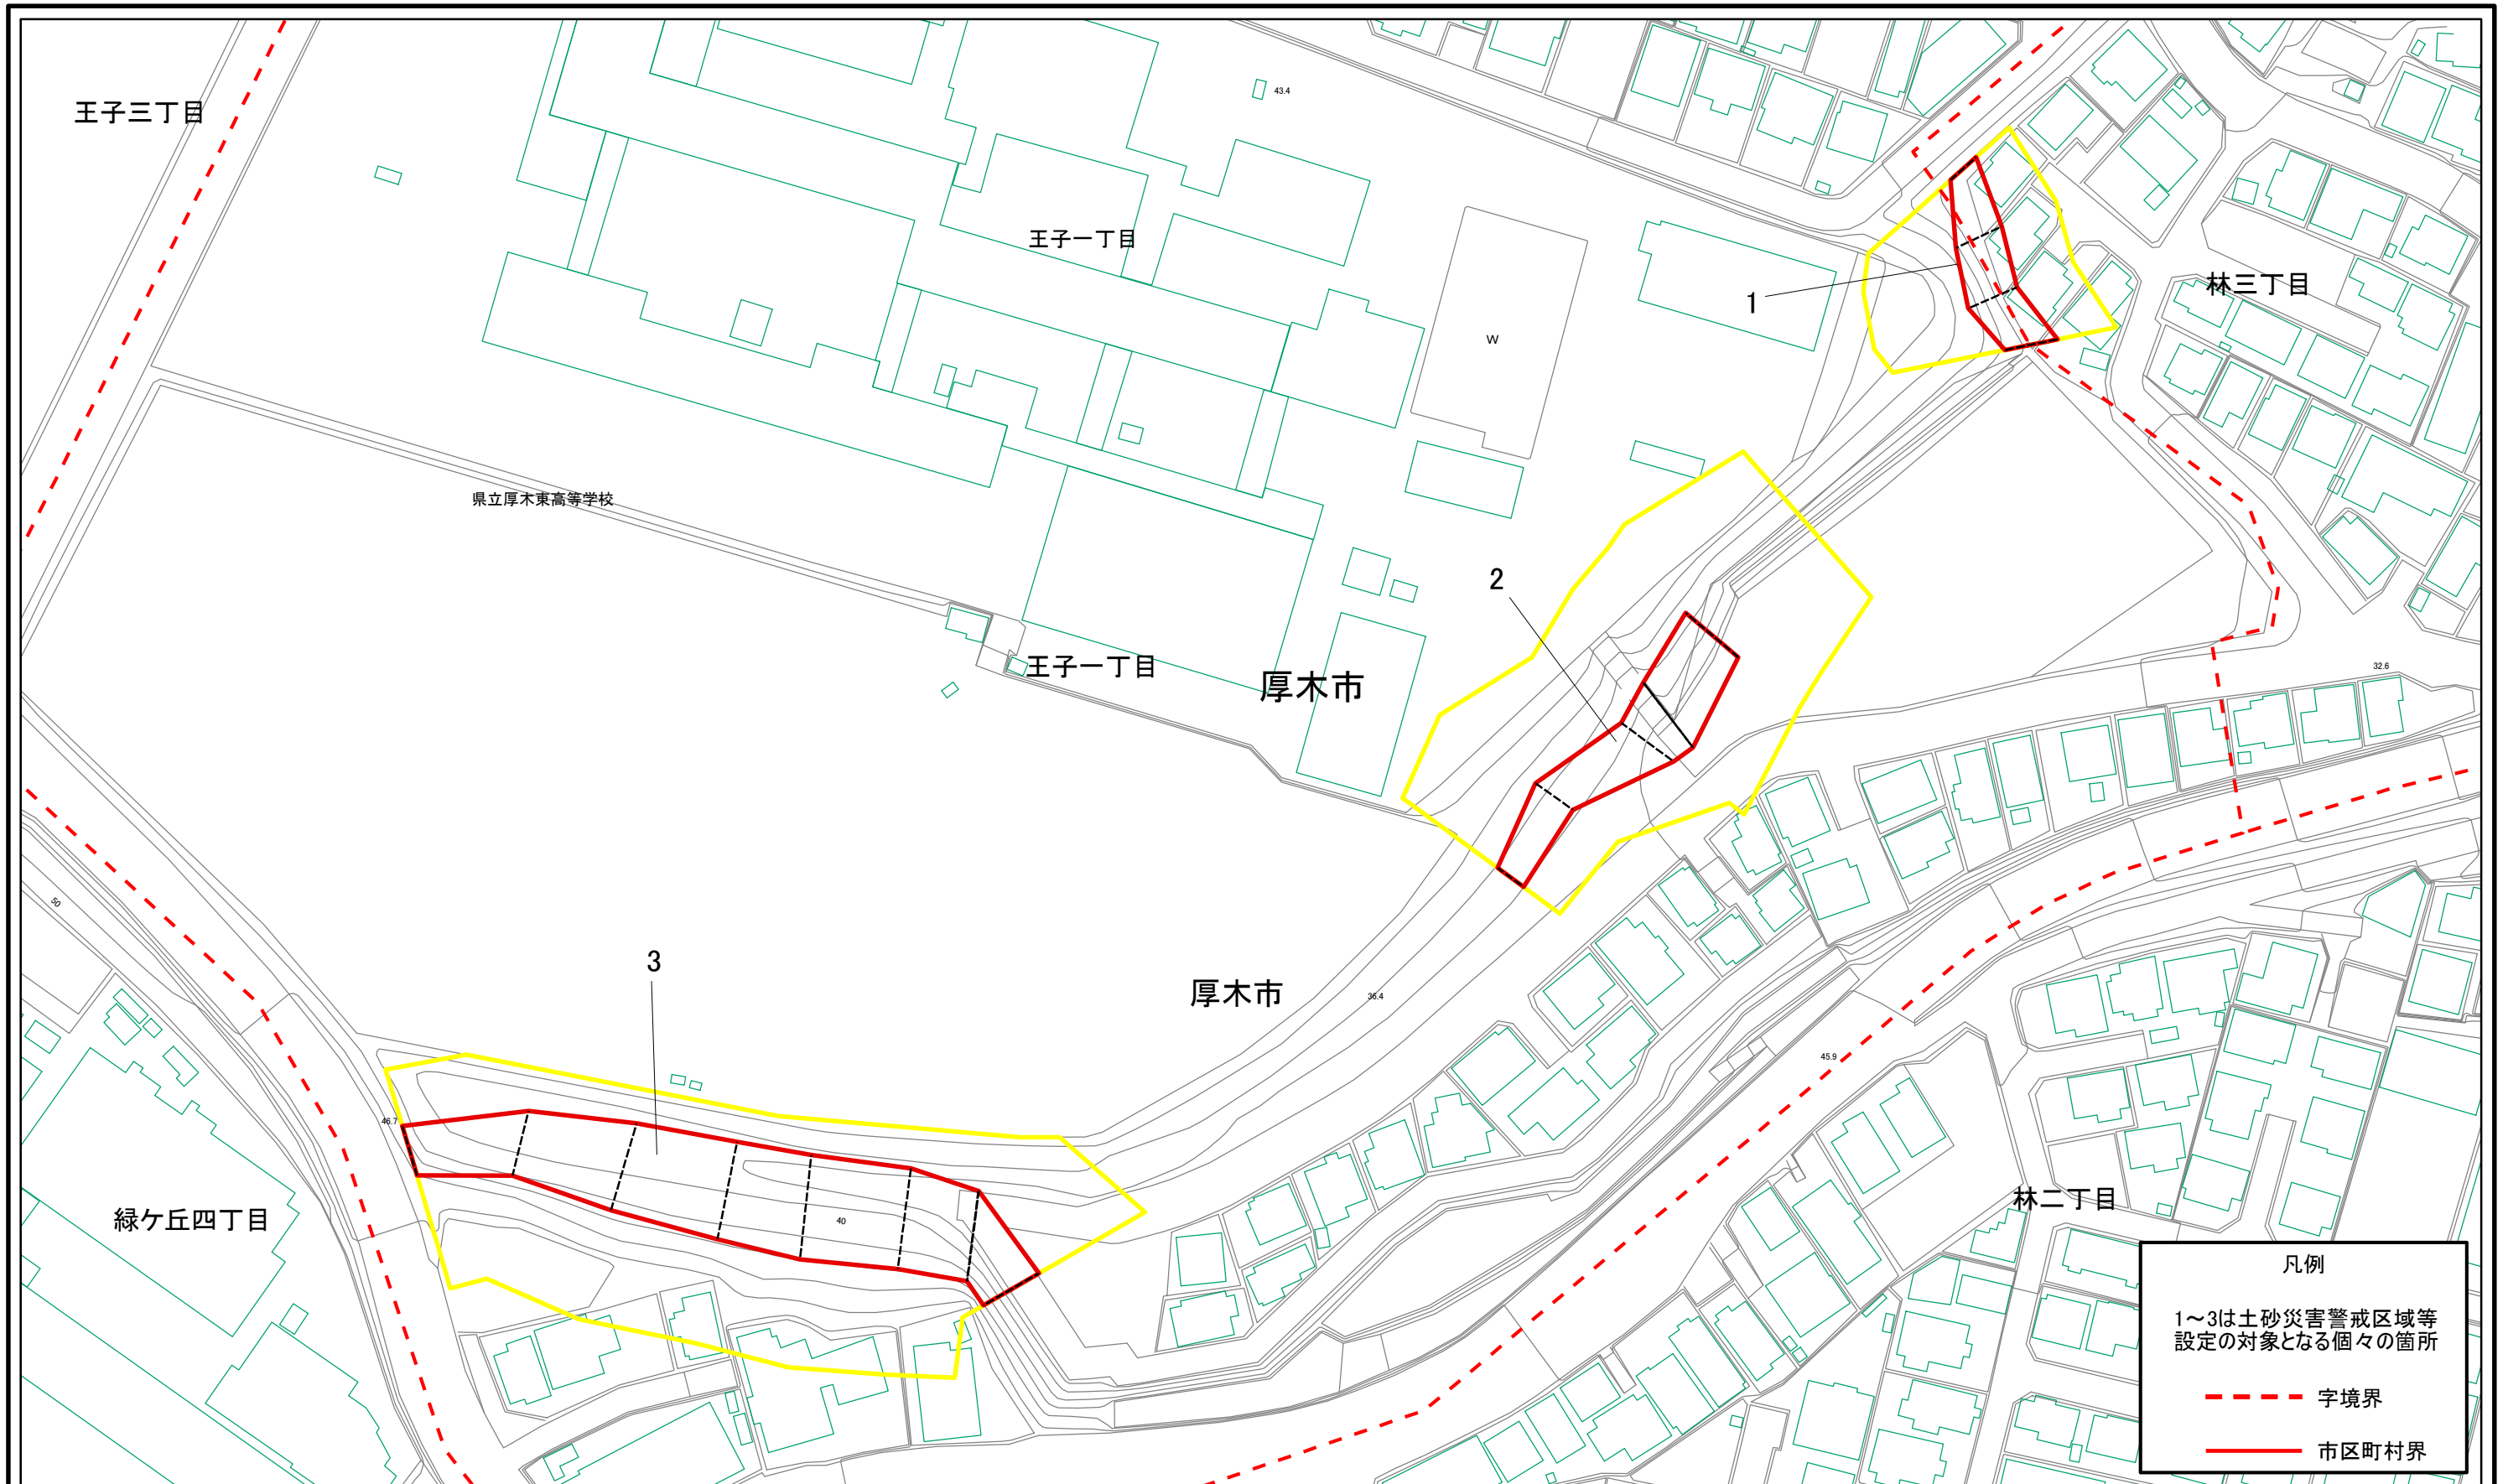 王子三丁目
43.4
王子一丁目
林三丁目
1
W
県立厚木東高等学校
2
王子一丁目
厚木市
32.6
50
3
厚木市
36.4
45.9
46.7
40
緑ケ丘四丁目
林二丁目
凡例
1~3は土砂災害警戒区域等
設定の対象となる個々の箇所
字境界
市区町村界